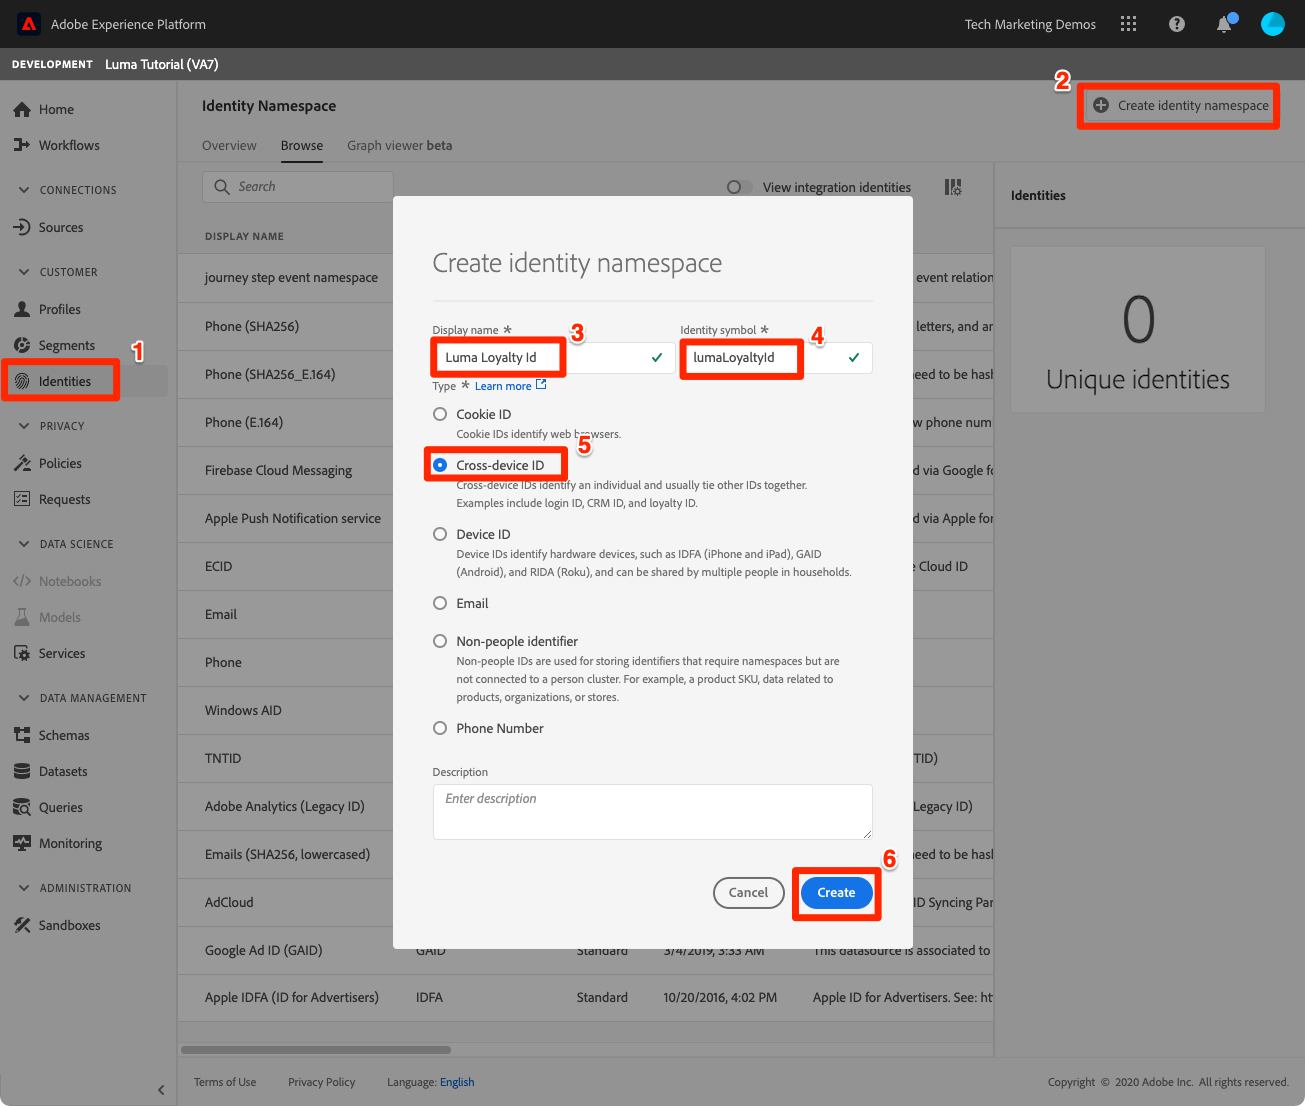 Adobe Experience Platform
Tech Marketing Demos
DEVELOPMENT Luma Tutorial (VA7)
Home
Workflows
CONNECTIONS
Sources
CUSTOMER
Profiles
Segments
1
Identities
PRIVACY
Policies
Requests
DATA SCIENCE
Notebooks
Models
Services
DATA MANAGEMENT
Schemas
Datasets
Queries
Monitoring
ADMINISTRATION
Sandboxes
Identity Namespace
2
Create identity namespace
Overview Browse Graph viewer beta
Search
View integration identities
DISPLAY NAME
journey step event namespace
event relation
Phone (SHA256)
letters, and an
Phone (SHA256_E.164)
need to be has
Phone (E.164)
w phone num
Firebase Cloud Messaging
d via Google fo
Apple Push Notification service
d via Apple for
ECID
e Cloud ID
Email
Phone
Windows AID
TNTID
TID)
Adobe Analytics (Legacy ID)
Legacy ID)
Emails (SHA256, lowercased)
eed to be hasl
AdCloud
ID Syncing Par
Google Ad ID (GAID) GAID Standard 3/4/2019, 3:33 AM This datasource is associated to
Apple IDFA (ID for Advertisers) IDFA Standard 10/20/2016, 4:02 PM Apple ID for Advertisers. See: ht
Create identity namespace
Display name *
3
Identity symbol *
4
Luma Loyalty Id
lumaLoyaltyId
Type * Learn more
Cookie ID
Cookie IDs identify web browsers.
5
Cross-device ID
Cross-device IDs identify an individual and usually tie other IDs together.
Examples include login ID, CRM ID, and loyalty ID.
Device ID
Device IDs identify hardware devices, such as IDFA (iPhone and iPad), GAID
(Android), and RIDA (Roku), and can be shared by multiple people in households.
Email
Non-people identifier
Non-people IDs are used for storing identifiers that require namespaces but are
not connected to a person cluster. For example, a product SKU, data related to
products, organizations, or stores.
Phone Number
Description
Enter description
6
Cancel
Create
Identities
0
Unique identities
Terms of Use Privacy Policy Language: English
Copyright © 2020 Adobe Inc. All rights reserved.